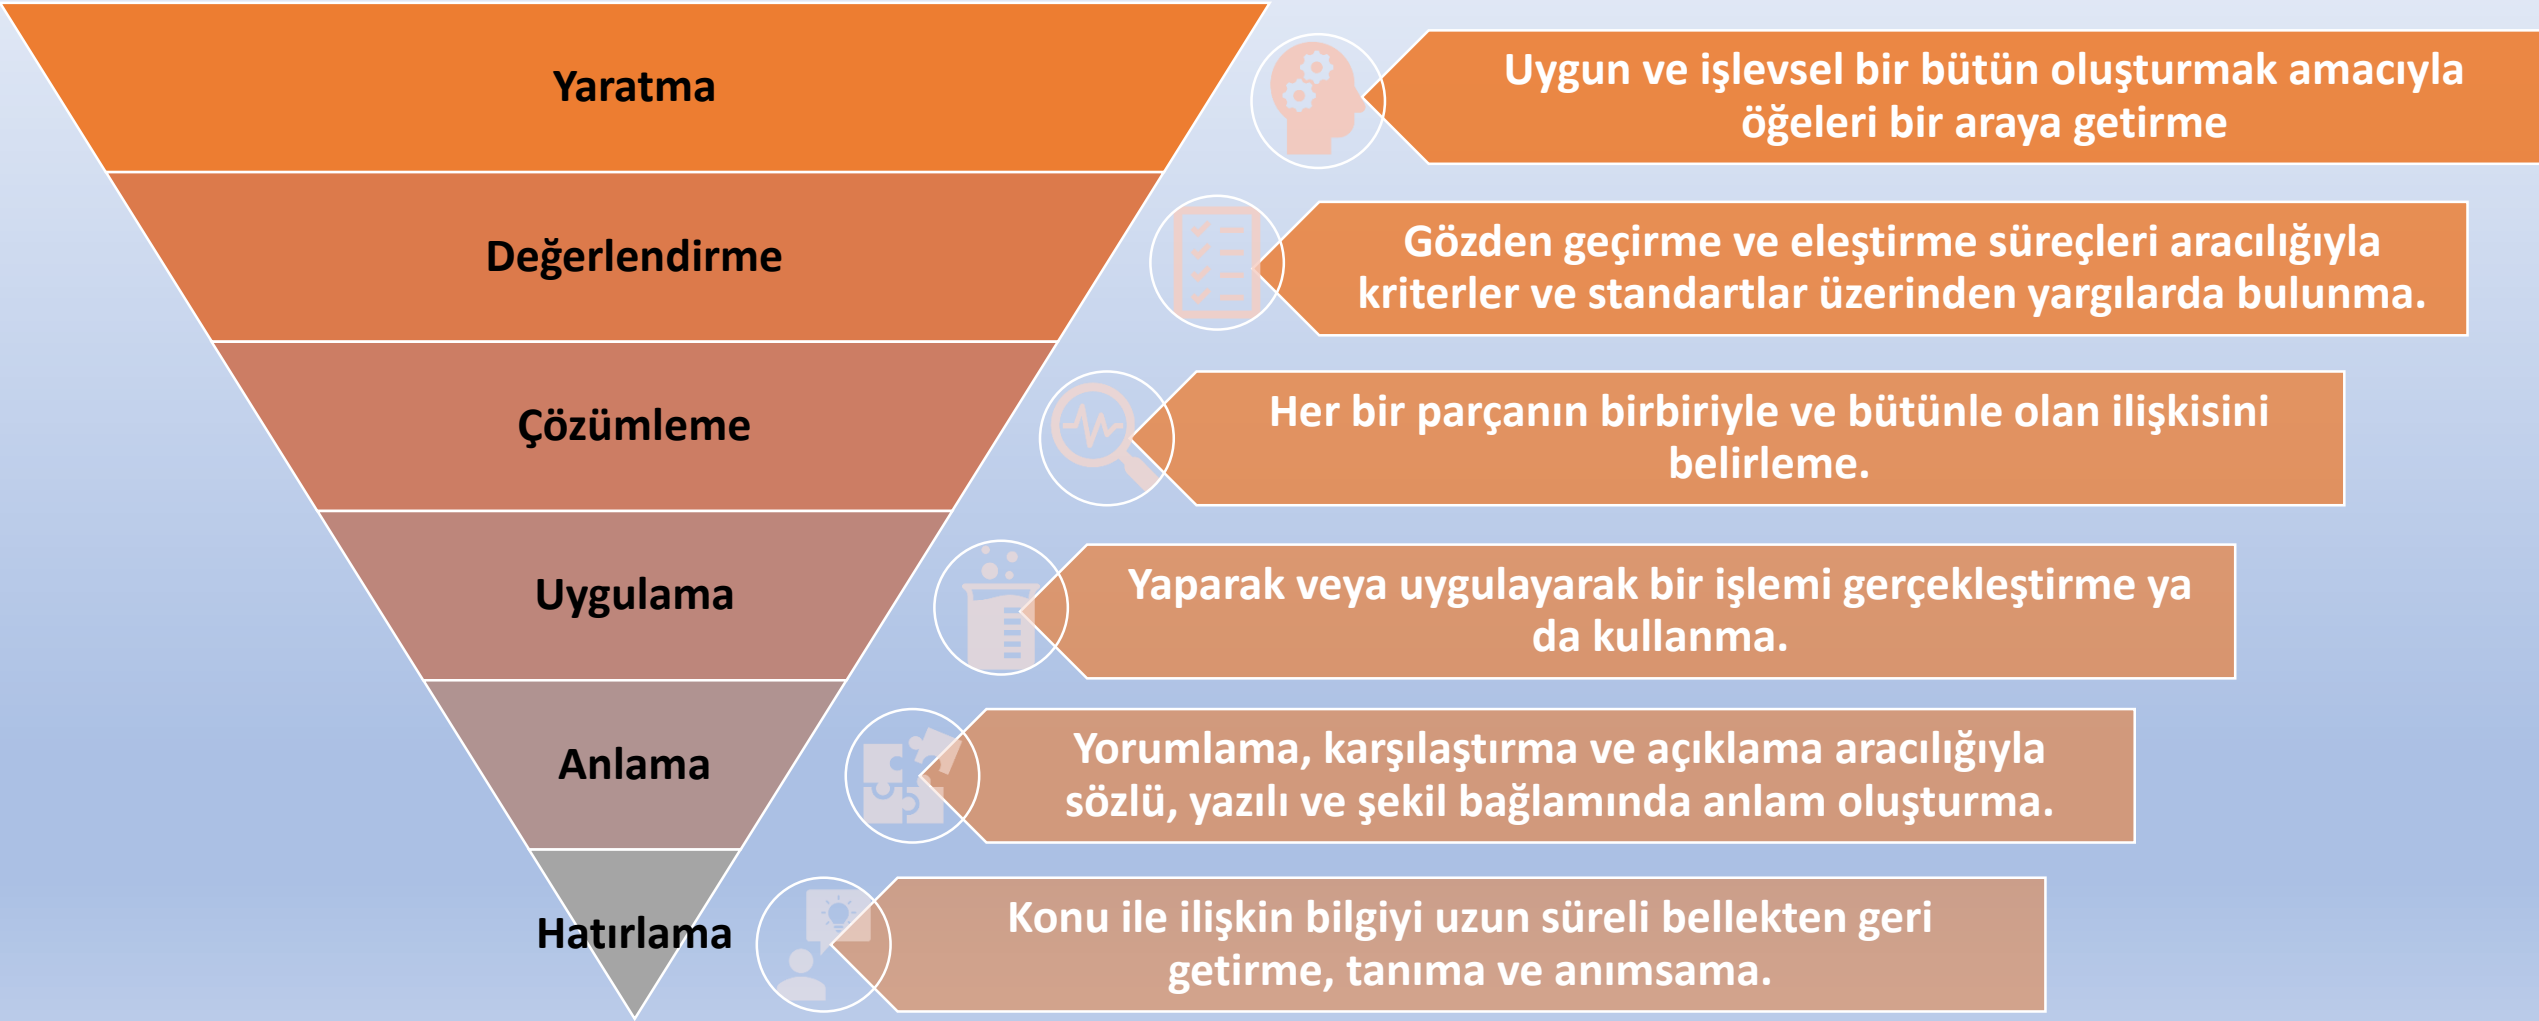 Yaratma
Uygun ve işlevsel bir bütün oluşturmak amacıyla
öğeleri bir araya getirme
Değerlendirme
Gözden geçirme ve eleştirme süreçleri aracılığıyla
kriterler ve standartlar üzerinden yargılarda bulunma.
Çözümleme
Her bir parçanın birbiriyle ve bütünle olan ilişkisini
belirleme.
Uygulama
Yaparak veya uygulayarak bir işlemi gerçekleştirme ya
da kullanma.
Anlama
Yorumlama, karşılaştırma ve açıklama aracılığıyla
sözlü, yazılı ve şekil bağlamında anlam oluşturma.
Hatırlama
Konu ile ilişkin bilgiyi uzun süreli bellekten geri
getirme, tanıma ve anımsama.